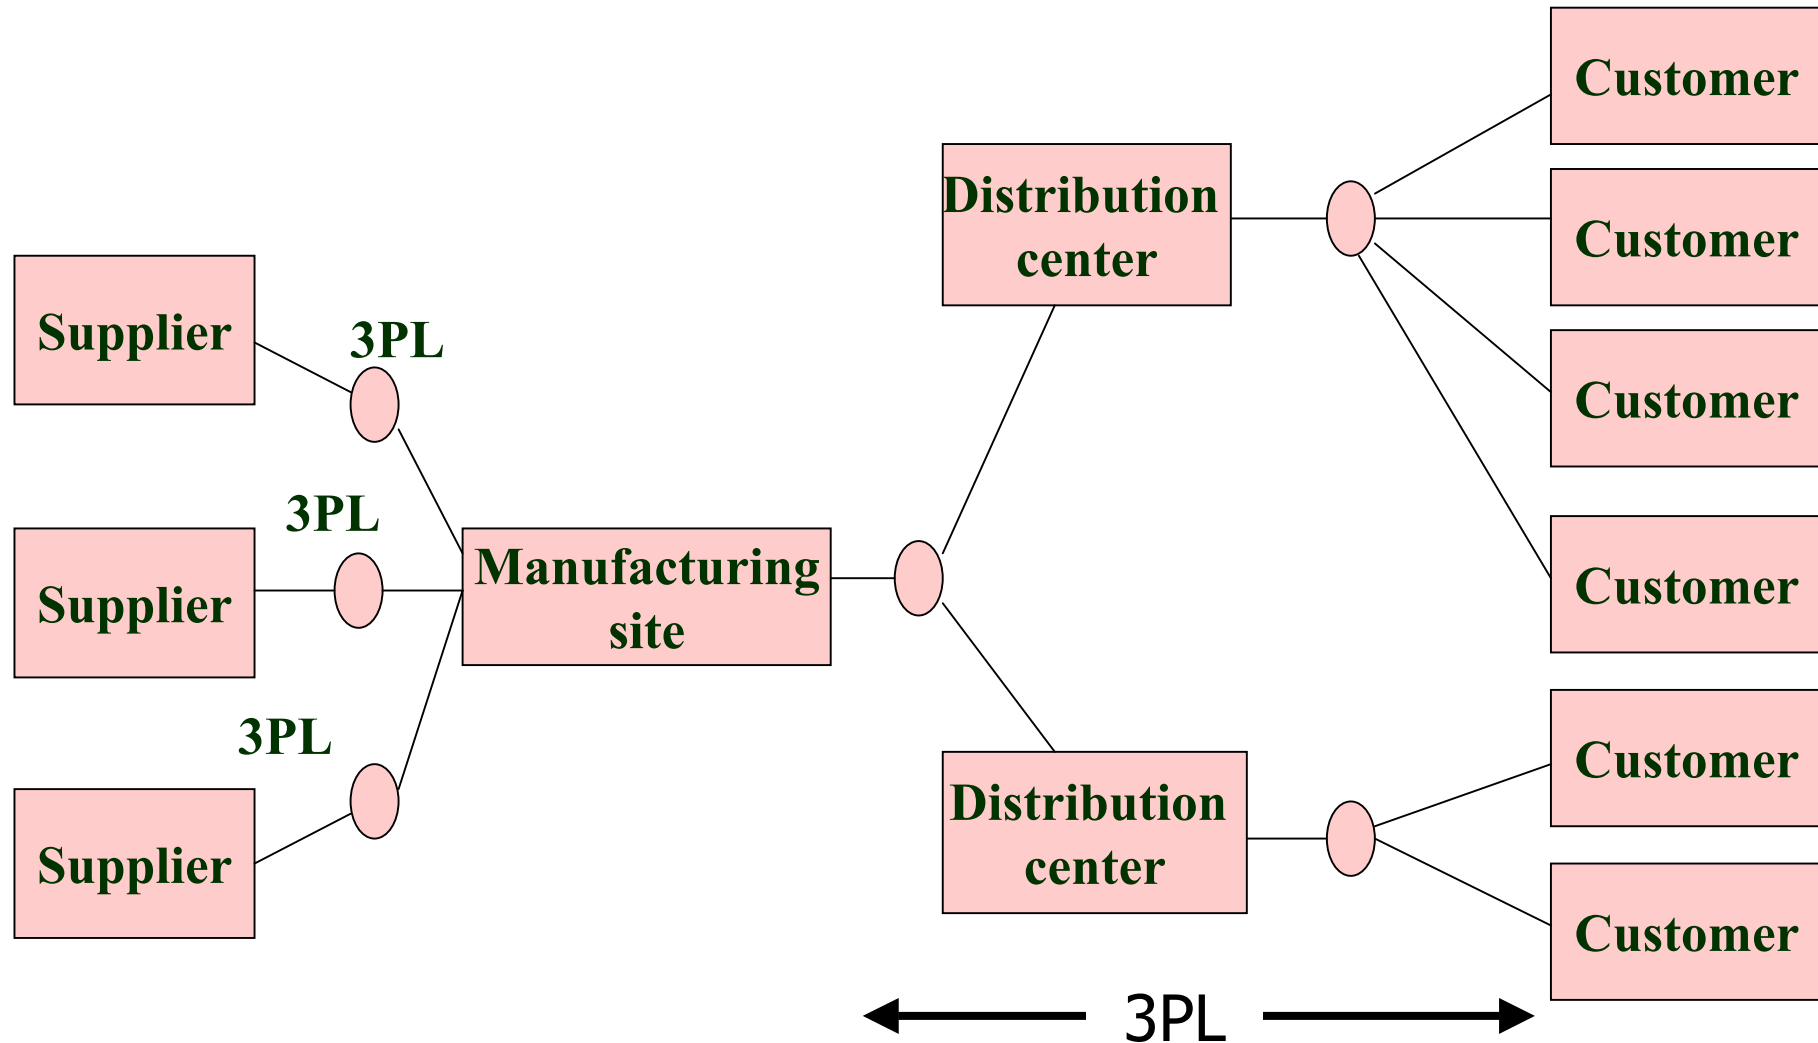 Supplier
3PL
Supplier
3PL
Supplier
3PL
Manufacturing
site
Distribution
center
Distribution
center
Customer
Customer
Customer
Customer
Customer
Customer
3PL